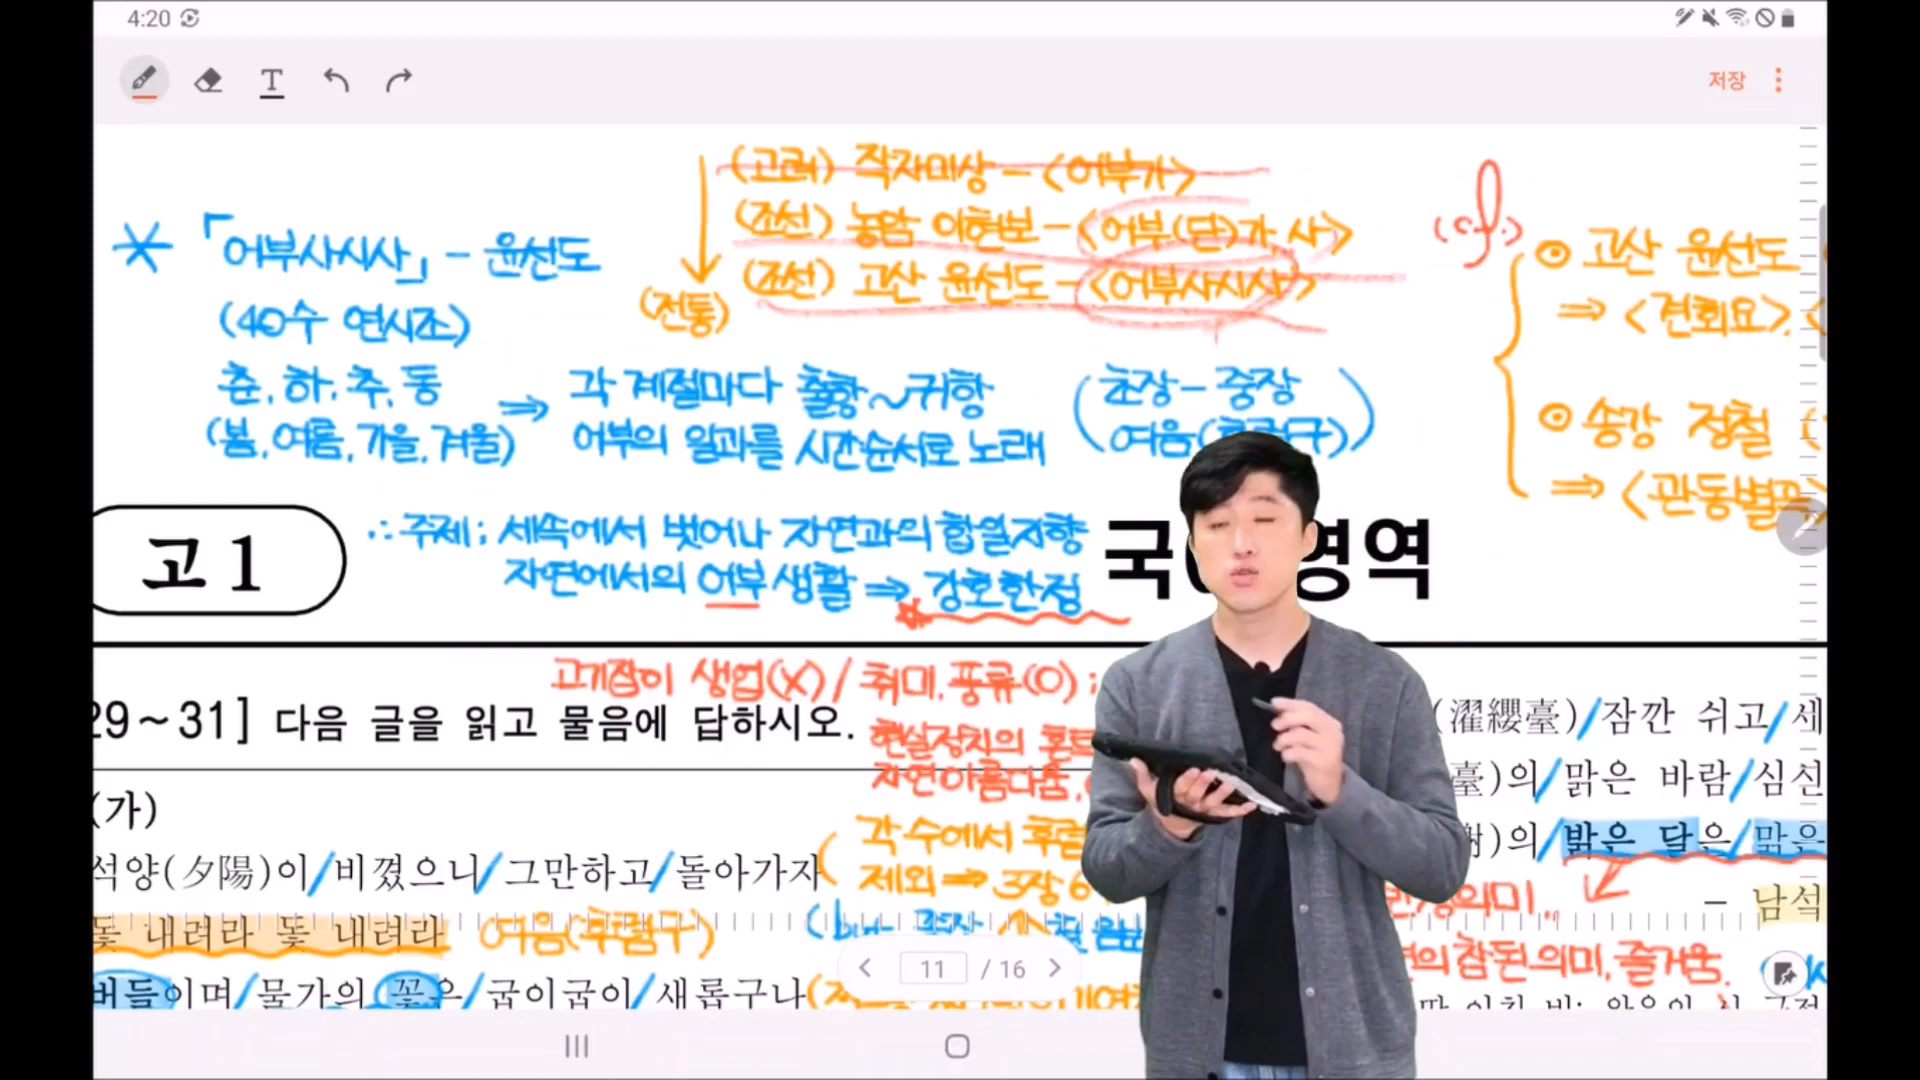 4:20
저장
(고려) 작자미상 - <어부가>
(조선) 농암 이현보 - <어부(단)가 사>
(조선) 고산 윤선도 - <어부사시사>
(전통)
* 「어부사시사」 - 윤선도
(40수 연시조)
춘, 하, 추, 동
(봄, 여름, 가을, 겨울)
⇒ 각 계절마다 출항~귀항
어부의 일과를 시간순서로 노래
(초장 - 중장
여음(후렴구))
(cf.)
⊙ 고산 윤선도
⇒ <견회요>,
⊙ 송강 정철 (
⇒ <관동별곡
고1
∴ 주제 ; 세속에서 벗어나 자연과의 합일지향
자연에서의 어부 생활 ⇒ 강호한정
국 영역
고기잡이 생업(X) / 취미, 풍류(O) ;
29~31] 다음 글을 읽고 물음에 답하시오.
현실정치의
자연아름다움,
(가)
석양(夕陽)이/비꼈으니/그만하고/돌아가자
각 수에서
제외 ⇒ 3장 6
돛 내려라 돛 내려라 여음(후렴구)
버들이며/물가의 꽃은/굽이굽이/새롭구나
(濯纓臺)/잠깐 쉬고/세
臺)의/맑은 바람/심신
의/밝은 달은/맑은
의미..
- 남석
의 참된 의미, 즐거움.
11 / 16